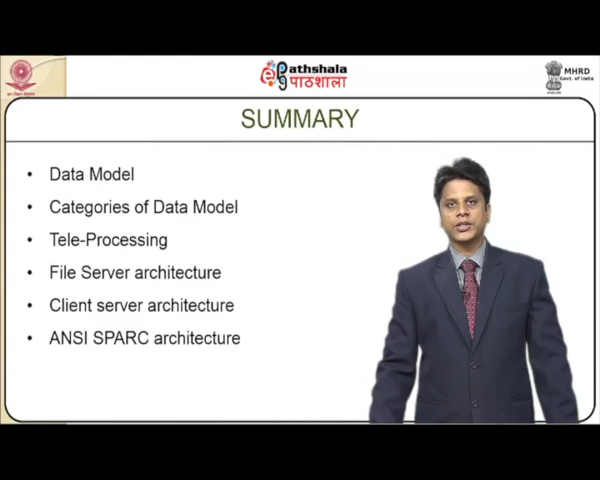 ePathshala
पाठशाला
MHRD
Govt. of India
SUMMARY
• Data Model
• Categories of Data Model
• Tele-Processing
• File Server architecture
• Client server architecture
• ANSI SPARC architecture